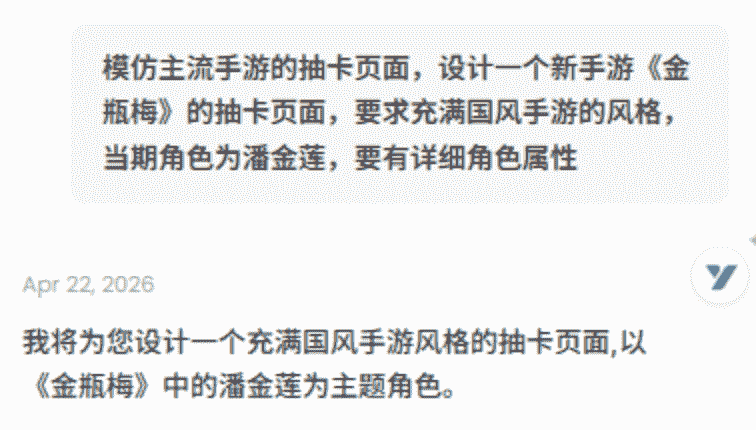 模仿主流手游的抽卡页面，设计一个新手游《金
瓶梅》的抽卡页面，要求充满国风手游的风格，
当期角色为潘金莲，要有详细角色属性
Apr 22, 2026
我将为您设计一个充满国风手游风格的抽卡页面,以
《金瓶梅》中的潘金莲为主题角色。